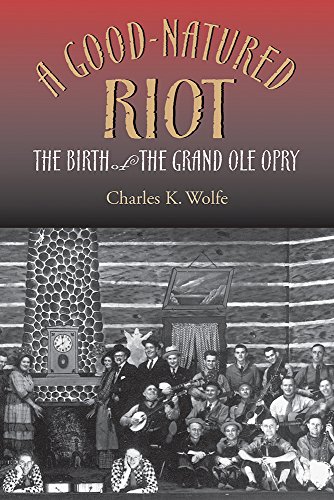 A GOOD-NATURED
RIOT
THE BIRTH of THE GRAND OLE OPRY
Charles K. Wolfe